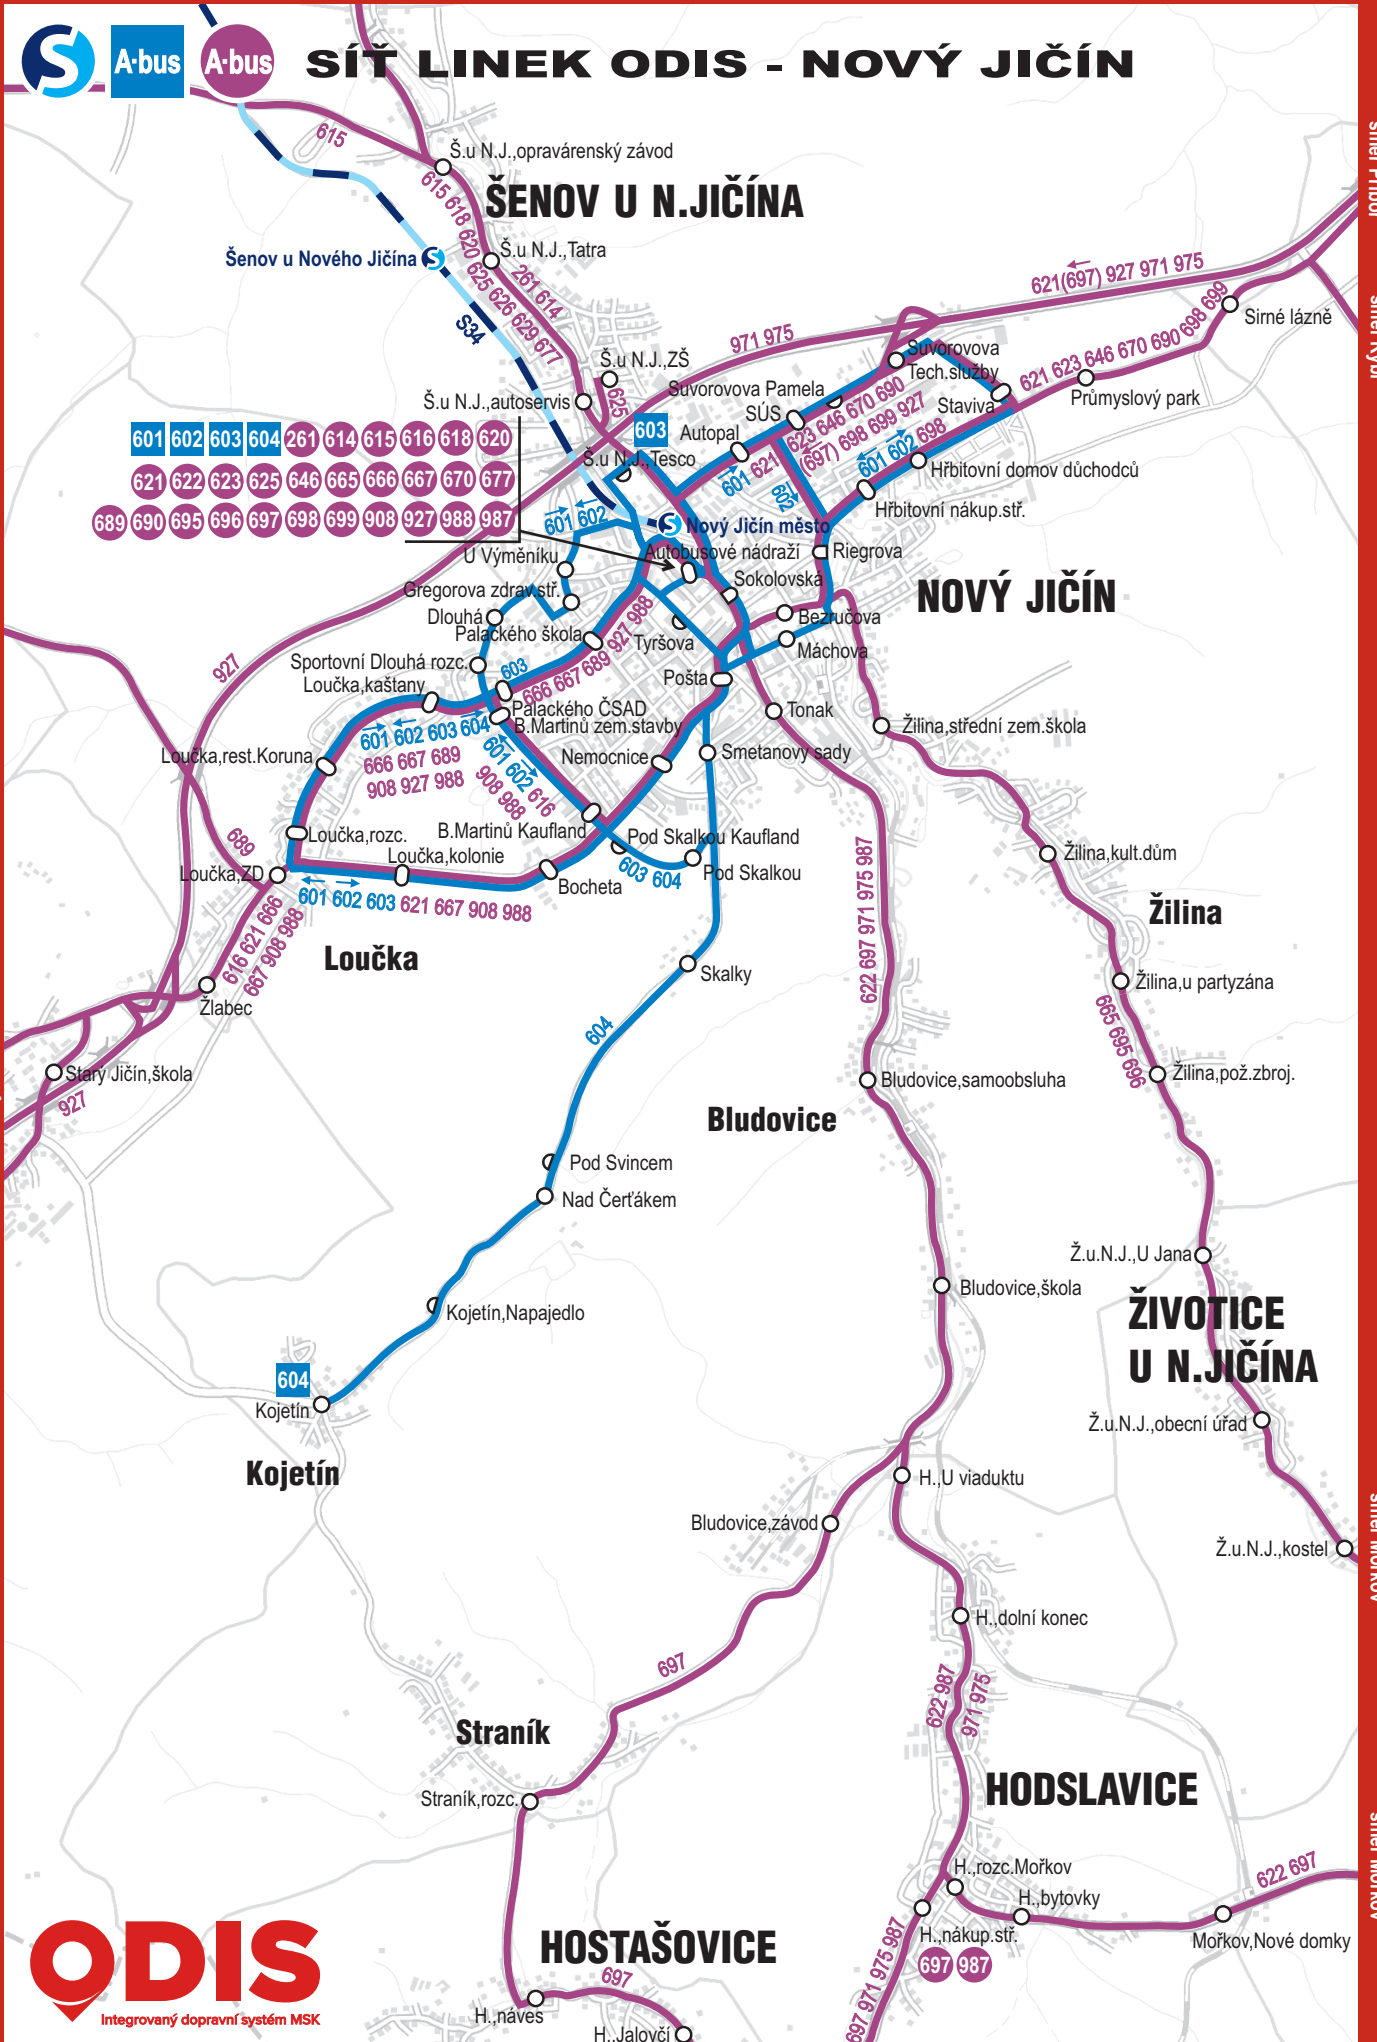 S A-bus A-bus SÍŤ LINEK ODIS - NOVÝ JIČÍN
615
Š.u N.J.,opravárenský závod
615 618 620 625 626 629 677
ŠENOV U N.JIČÍNA
Š.u N.J.,Tatra
Šenov u Nového Jičína
S
261 614
S34
621(697) 927 971 975
Sirné lázně
971 975
Suvorovova
Tech.služby
621 623 646 670 690 698 699
Průmyslový park
Š.u N.J.,ZŠ
625
Suvorovova Pamela
SÚS
Staviva
Š.u N.J.,autoservis
603
Autopal
601 602 603 604 261 614 615 616 618 620
621 622 623 625 646 665 666 667 670 677
689 690 695 696 697 698 699 908 927 988 987
Š.u N.J.,Tesco
601 621 623 646 670 690
(697) 698 699 927
601 602 698
602
Hřbitovní domov důchodců
Hřbitovní nákup.stř.
601 602
S
Nový Jičín město
U Výměníku
Autobusové nádraží
Riegrova
Gregorova zdrav.stř.
Sokolovská
NOVÝ JIČÍN
Dlouhá
Bezručova
Palackého škola
Tyršova
Máchova
Sportovní Dlouhá rozc.
603
666 667 689 927 988
Pošta
Loučka,kaštany
927
Palackého ČSAD
B.Martinů zem.stavby
Tonak
Žilina,střední zem.škola
601 602 603 604
Loučka,rest.Koruna
666 667 689
908 927 988
601 602 616
908 988
Nemocnice
Smetanovy sady
Loučka,rozc.
B.Martinů Kaufland
Pod Skalkou Kaufland
689
Loučka,kolonie
603 604
Pod Skalkou
Žilina,kult.dům
Loučka,ZD
Bocheta
601 602 603 621 667 908 988
622 697 971 975 987
Žilina
616 621 666
667 908 988
Loučka
Skalky
Žilina,u partyzána
Žlabec
604
665 695 696
Starý Jičín,škola
Bludovice,samoobsluha
Žilina,pož.zbroj.
927
Bludovice
Pod Svincem
Nad Čerťákem
Ž.u.N.J.,U Jana
Bludovice,škola
ŽIVOTICE
U N.JIČÍNA
Kojetín,Napajedlo
604
Kojetín
Ž.u.N.J.,obecní úřad
Kojetín
H.,U viaduktu
Bludovice,závod
Ž.u.N.J.,kostel
H.,dolní konec
697
622 987
971 975
Straník
HODSLAVICE
Straník,rozc.
H.,rozc.Mořkov
622 697
H.,bytovky
H.,nákup.stř.
Mořkov,Nové domky
697 987
HOSTAŠOVICE
697
697 971 975 987
H.,náves
H.,Jalovčí
ODIS
Integrovaný dopravní systém MSK